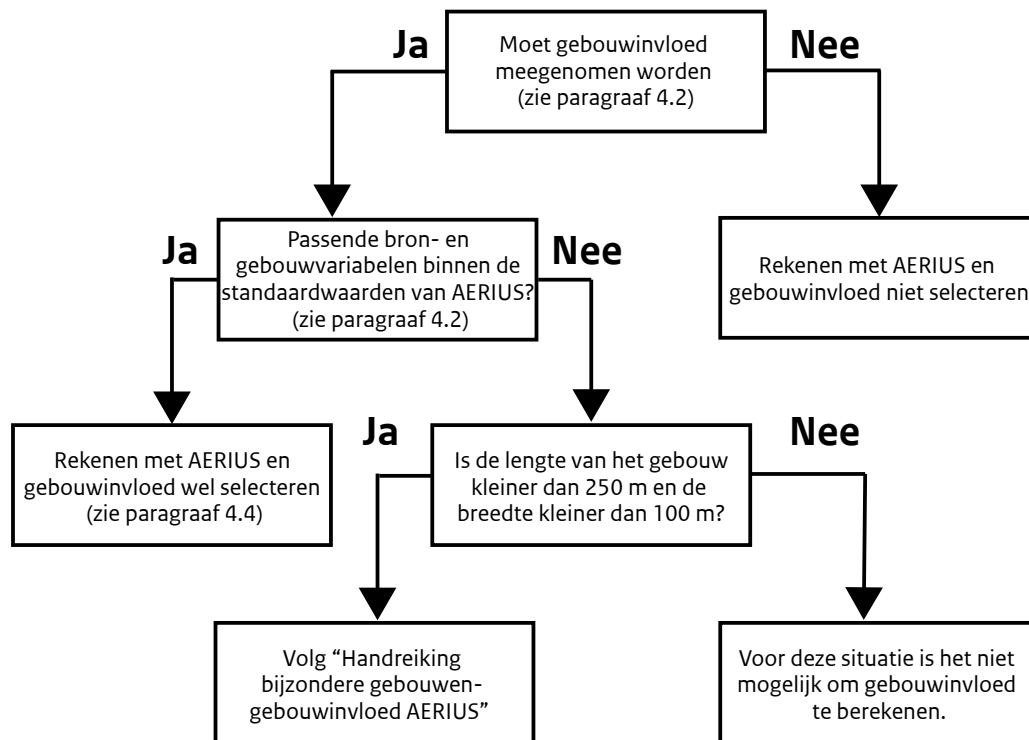 Ja
Moet gebouwinvloed
meegenomen worden
(zie paragraaf 4.2)
Nee
Ja
Passende bron- en
gebouwvariabelen binnen de
standaardwaarden van AERIUS?
(zie paragraaf 4.2)
Nee
Rekenen met AERIUS en
gebouwinvloed niet selecteren
Rekenen met AERIUS en
gebouwinvloed wel selecteren
(zie paragraaf 4.4)
Ja
Is de lengte van het gebouw
kleiner dan 250 m en de
breedte kleiner dan 100 m?
Nee
Volg “Handreiking
bijzondere gebouwen-
gebouwinvloed AERIUS”
Voor deze situatie is het niet
mogelijk om gebouwinvloed
te berekenen.